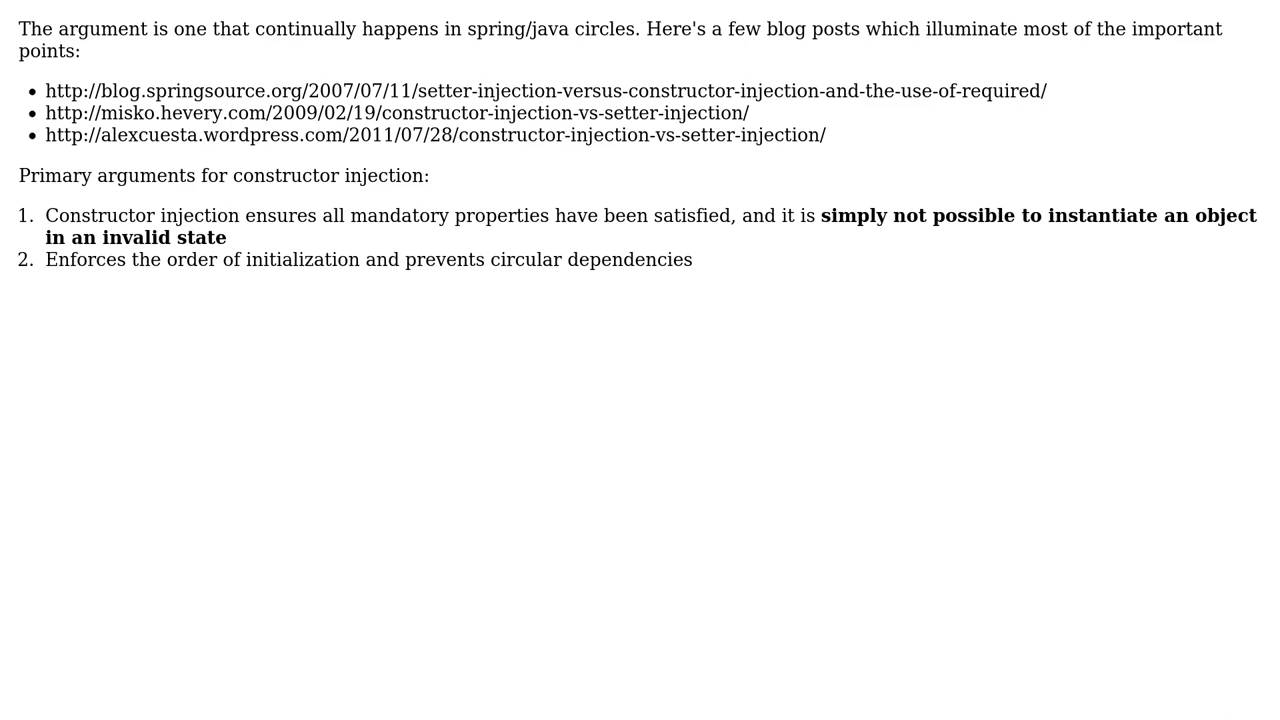 The argument is one that continually happens in spring/java circles. Here's a few blog posts which illuminate most of the important
points:
• http://blog.springsource.org/2007/07/11/setter-injection-versus-constructor-injection-and-the-use-of-required/
• http://misko.hevery.com/2009/02/19/constructor-injection-vs-setter-injection/
• http://alexcuesta.wordpress.com/2011/07/28/constructor-injection-vs-setter-injection/
Primary arguments for constructor injection:
1. Constructor injection ensures all mandatory properties have been satisfied, and it is simply not possible to instantiate an object
in an invalid state
2. Enforces the order of initialization and prevents circular dependencies